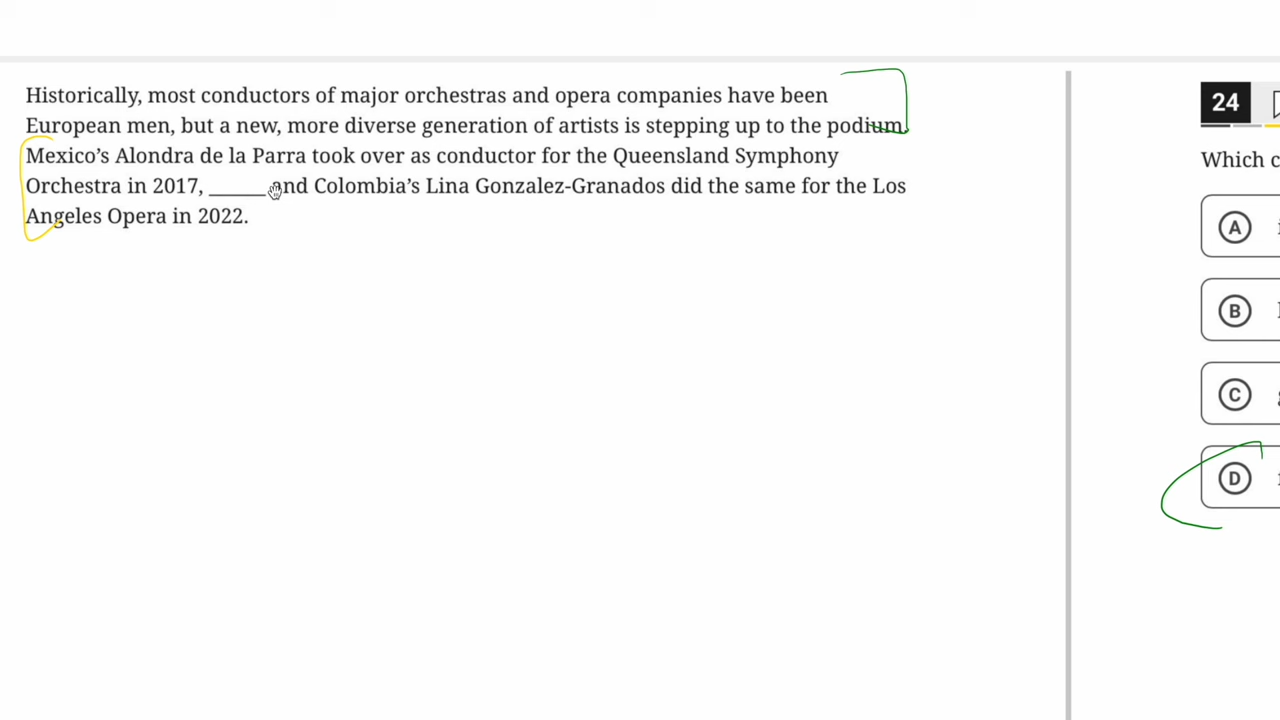 Historically, most conductors of major orchestras and opera companies have been
European men, but a new, more diverse generation of artists is stepping up to the podium.
Mexico's Alondra de la Parra took over as conductor for the Queensland Symphony
Orchestra in 2017, ______ and Colombia's Lina Gonzalez-Granados did the same for the Los
Angeles Opera in 2022.
24
Which c
A
B
C
D